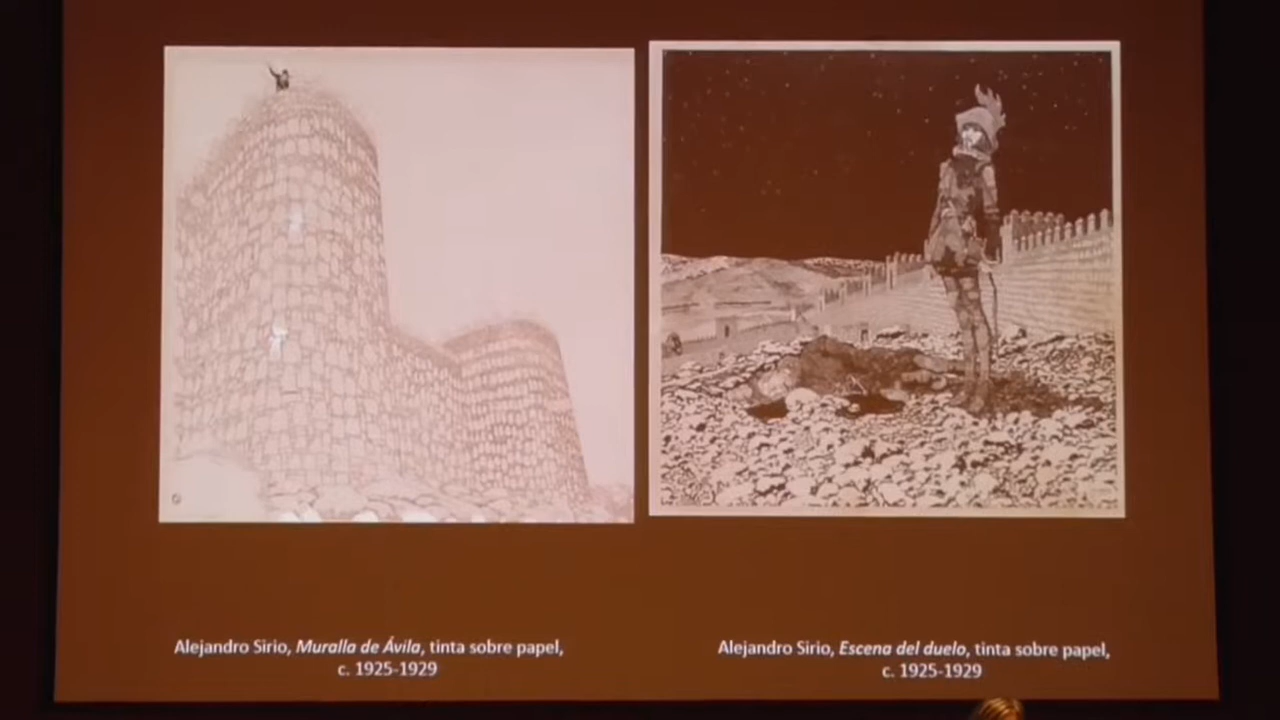 Alejandro Sirio, Muralla de Ávila, tinta sobre papel,
c. 1925-1929
Alejandro Sirio, Escena del duelo, tinta sobre papel,
c. 1925-1929